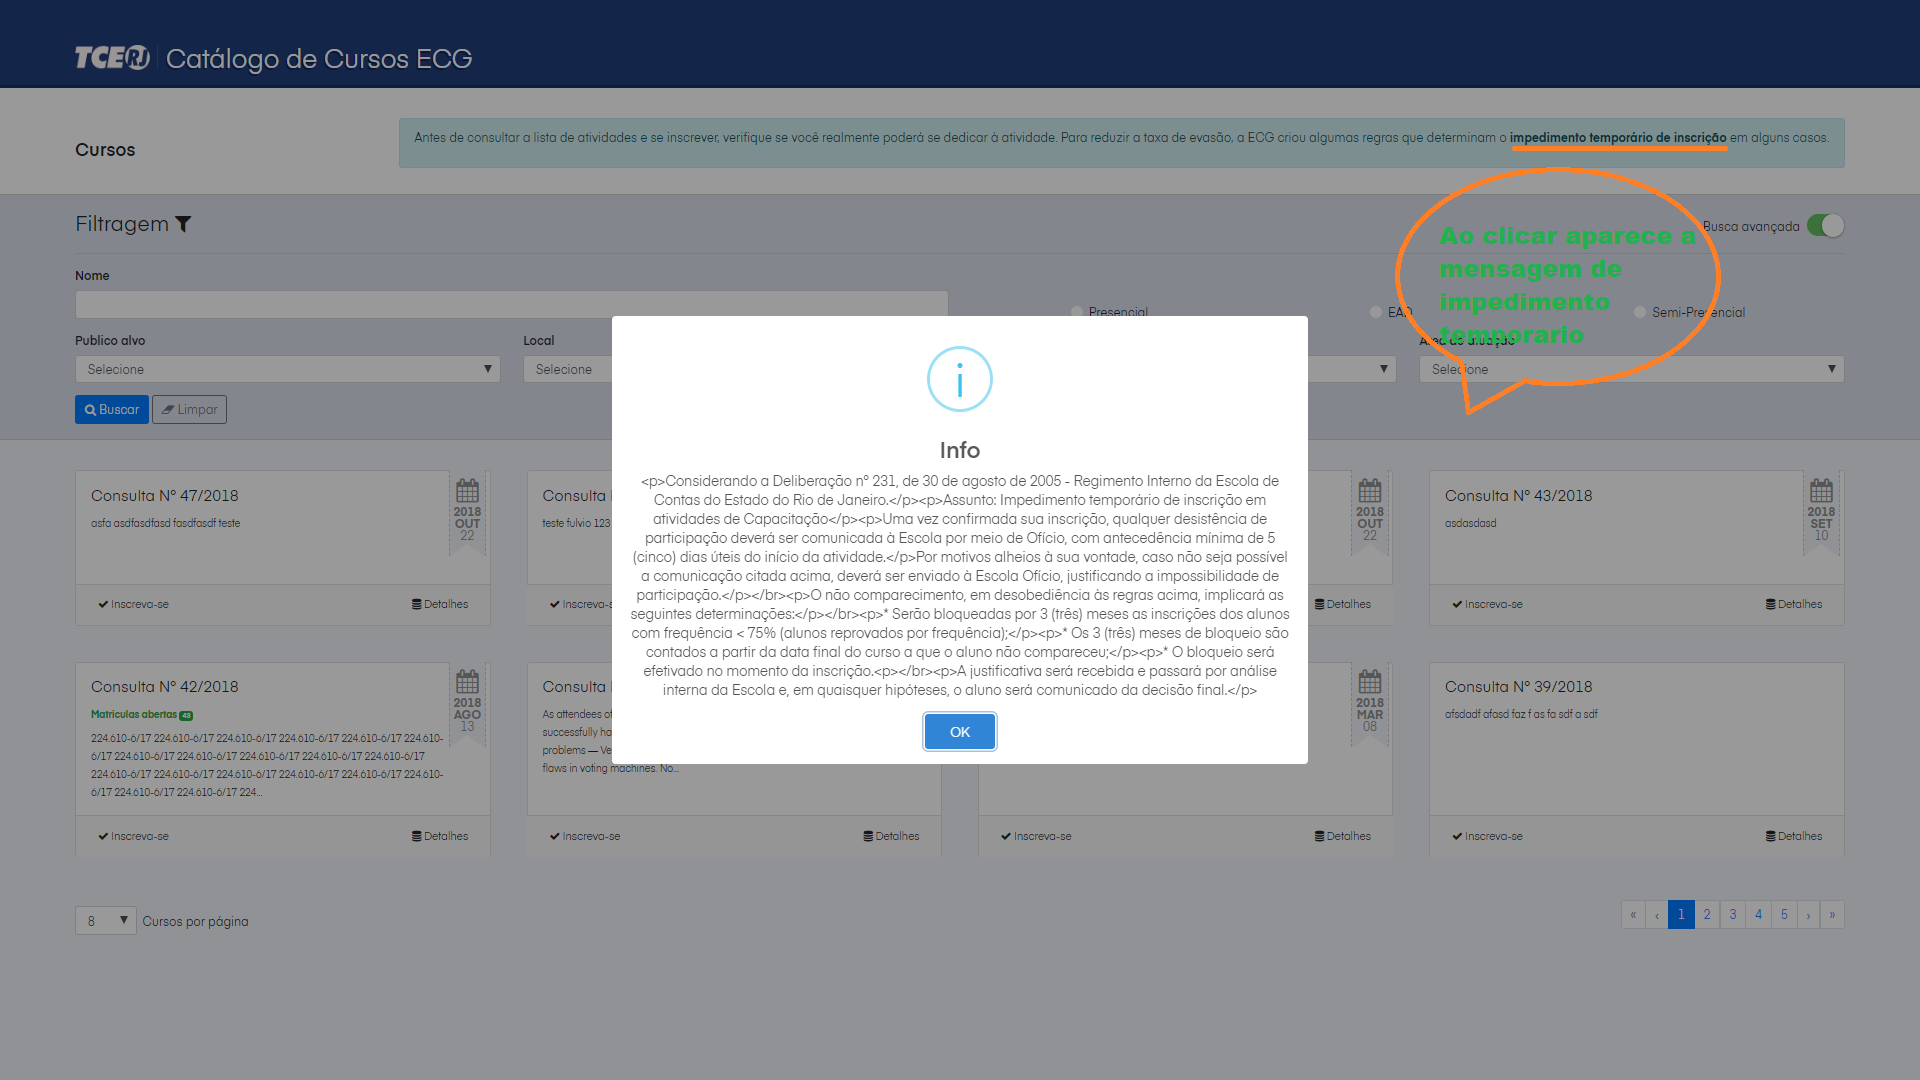 TCERJ Catálogo de Cursos ECG
Cursos
Antes de consultar a lista de atividades e se inscrever, verifique se você realmente poderá se dedicar à atividade. Para reduzir a taxa de evasão, a ECG criou algumas regras que determinam o impedimento temporário de inscrição em alguns casos.
Filtragem
Busca avançada
Ao clicar aparece a
mensagem de
impedimento
temporario
Nome
Presencial
EAD
Semi-Presencial
Publico alvo
Local
Área de atuação
Selecione
Selecione
Selecione
Buscar
Limpar
Info
<p>Considerando a Deliberação nº 231, de 30 de agosto de 2005 - Regimento Interno da Escola de
Contas do Estado do Rio de Janeiro.</p><p>Assunto: Impedimento temporário de inscrição em
atividades de Capacitação</p><p>Uma vez confirmada sua inscrição, qualquer desistência de
participação deverá ser comunicada à Escola por meio de Ofício, com antecedência mínima de 5
(cinco) dias úteis do início da atividade.</p>Por motivos alheios à sua vontade, caso não seja possível
a comunicação citada acima, deverá ser enviado à Escola Ofício, justificando a impossibilidade de
participação.</p></br><p>O não comparecimento, em desobediência às regras acima, implicará as
seguintes determinações:</p></br><p>* Serão bloqueadas por 3 (três) meses as inscrições dos alunos
com frequência < 75% (alunos reprovados por frequência);</p><p>* Os 3 (três) meses de bloqueio são
contados a partir da data final do curso a que o aluno não compareceu;</p><p>* O bloqueio será
efetivado no momento da inscrição.<p></br><p>A justificativa será recebida e passará por análise
interna da Escola e, em quaisquer hipóteses, o aluno será comunicado da decisão final.</p>
OK
Consulta Nº 47/2018
asfa asdfasdfasd fasdfasdf teste
2018
OUT
22
Inscreva-se
Detalhes
Consulta
teste fulvio 123
Inscreva-se
2018
OUT
22
Detalhes
Consulta Nº 43/2018
asdasdasd
2018
SET
10
Inscreva-se
Detalhes
Consulta Nº 42/2018
Matriculas abertas 43
224.610-6/17 224.610-6/17 224.610-6/17 224.610-6/17 224.610-6/17 224.610-
6/17 224.610-6/17 224.610-6/17 224.610-6/17 224.610-6/17 224.610-6/17
224.610-6/17 224.610-6/17 224.610-6/17 224.610-6/17 224.610-6/17 224.610-
6/17 224.610-6/17 224.610-6/17 224...
2018
AGO
13
Inscreva-se
Detalhes
Consulta
As attendees of
successfully ha
problems — Ve
flaws in voting machines. No...
Inscreva-se
Detalhes
2018
MAR
08
Inscreva-se
Detalhes
Consulta Nº 39/2018
afsdadf afasd faz f as fa sdf a sdf
Inscreva-se
Detalhes
8 Cursos por página
« ‹ 1 2 3 4 5 › »